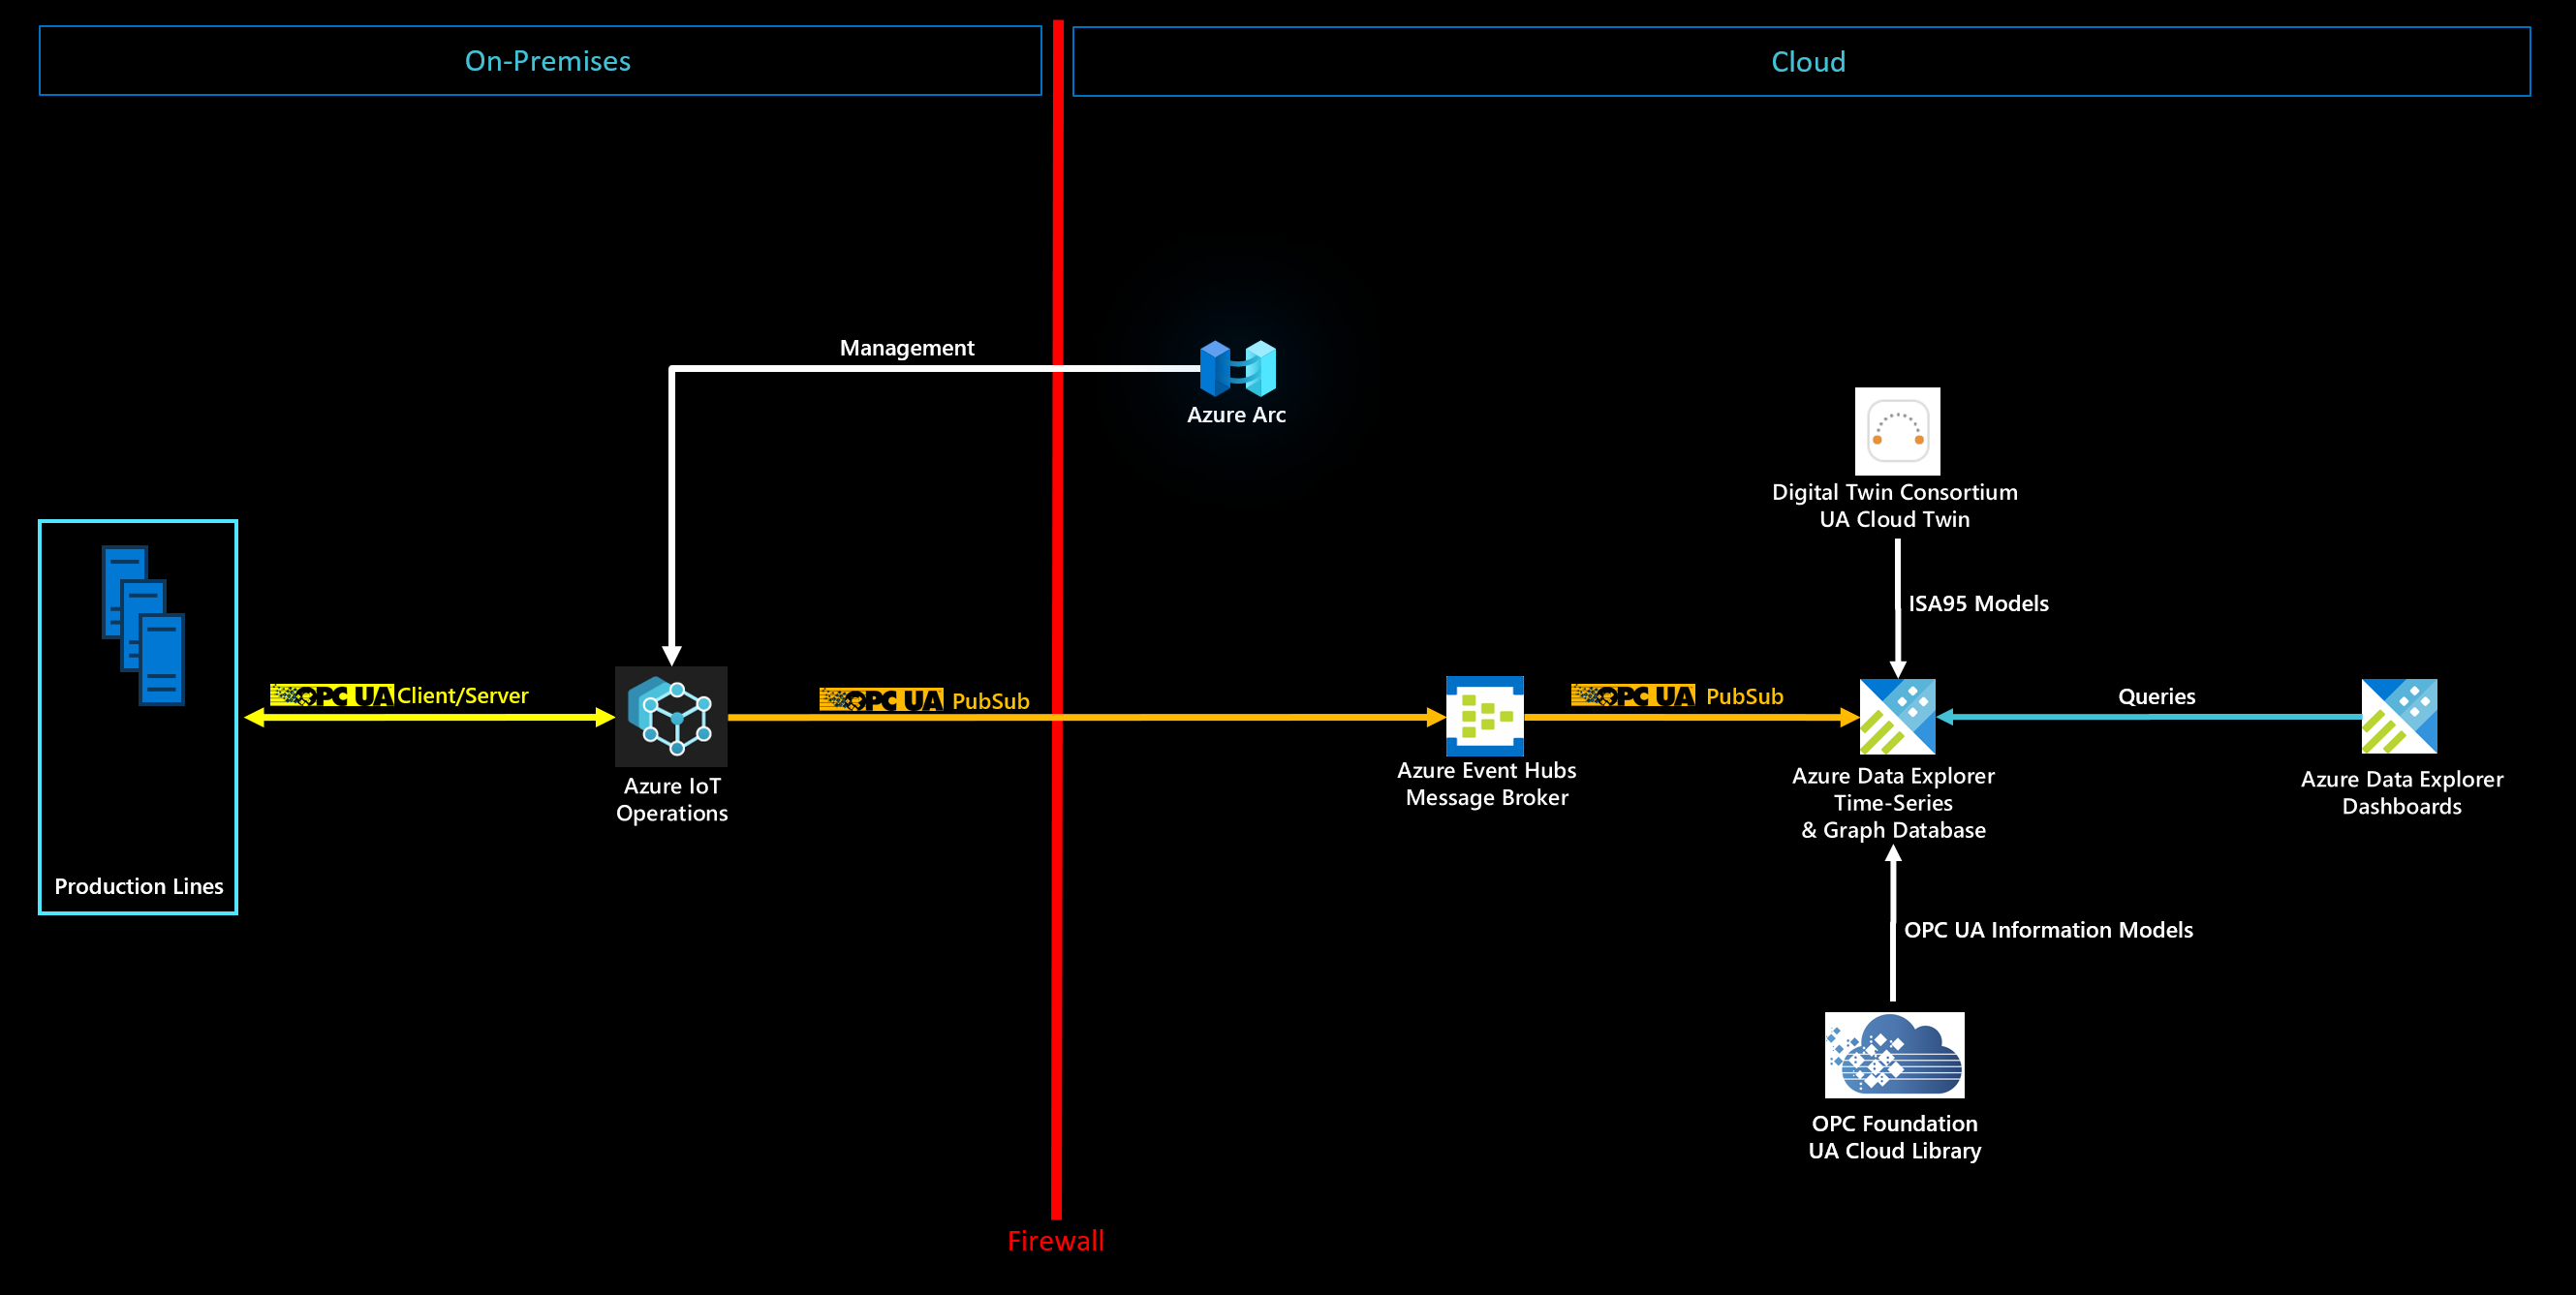 On-Premises
Cloud
Management
Azure Arc
Digital Twin Consortium
UA Cloud Twin
ISA95 Models
OPC UA Client/Server
OPC UA PubSub
OPC UA PubSub
Queries
Azure IoT
Operations
Azure Event Hubs
Message Broker
Azure Data Explorer
Time-Series
& Graph Database
Azure Data Explorer
Dashboards
Production Lines
OPC UA Information Models
OPC Foundation
UA Cloud Library
Firewall